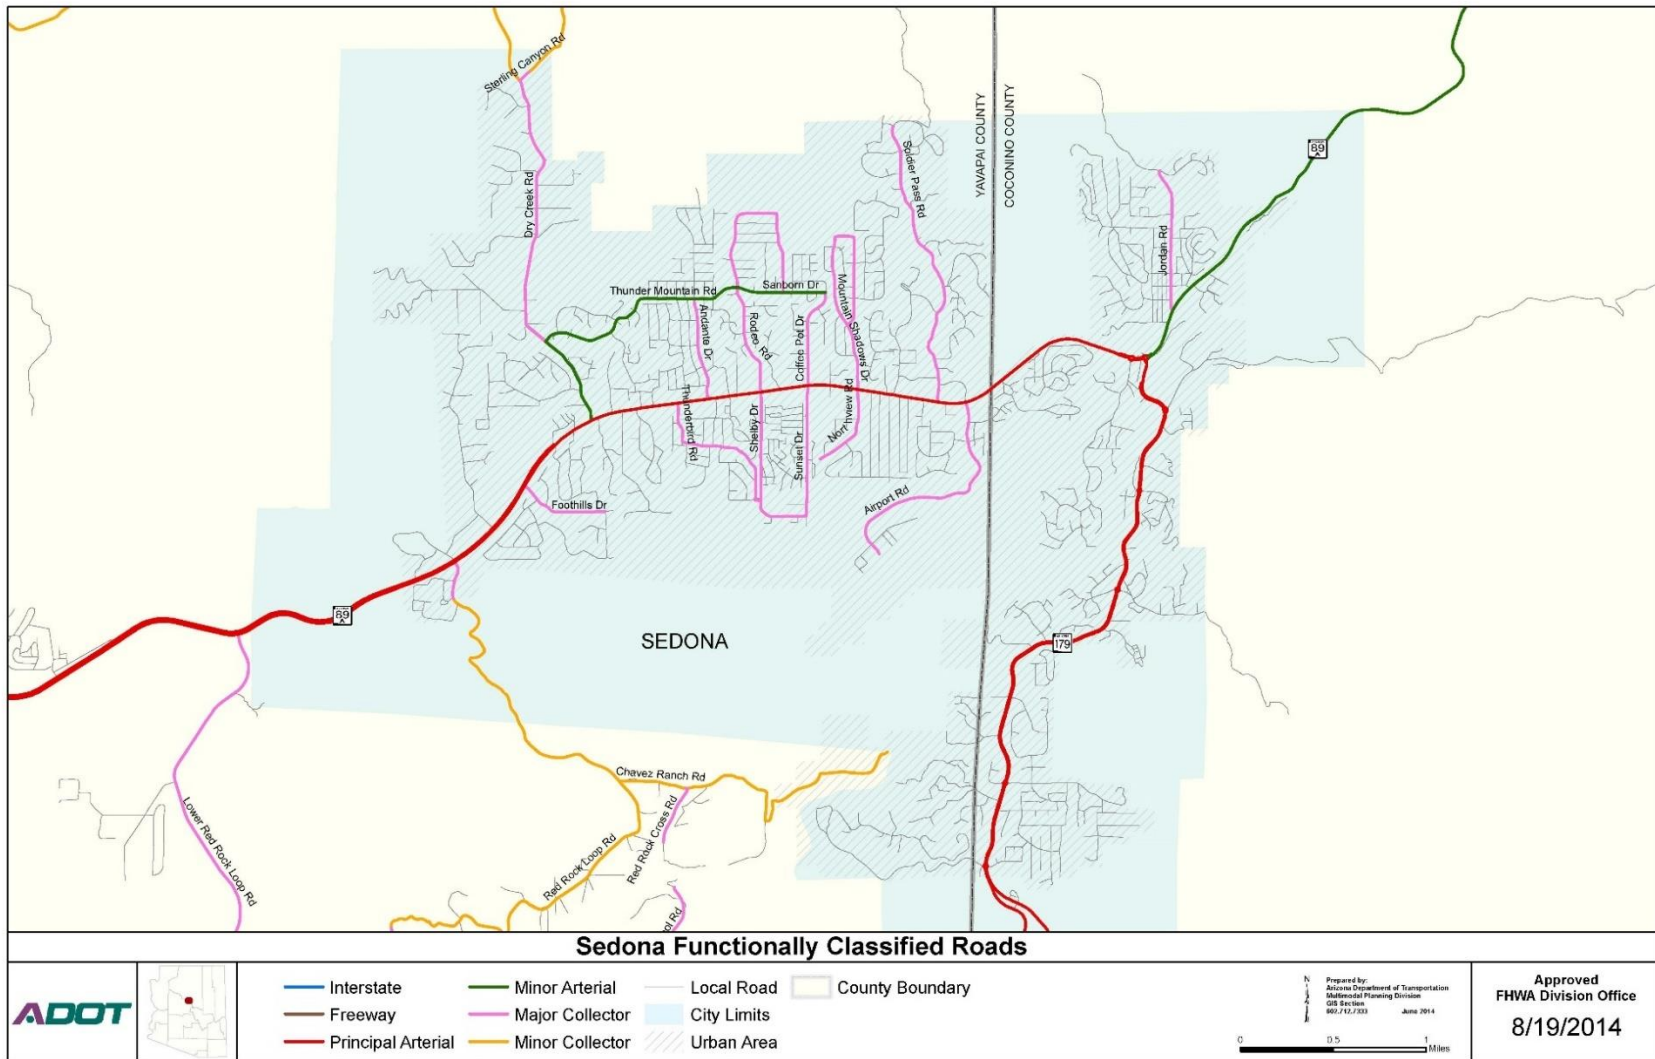 Sterling Canyon Rd
YAVAPAI COUNTY
COCONINO COUNTY
89
A
Soldier Pass Rd
Dry Creek Rd
Jordan Rd
Thunder Mountain Rd
Sanborn Dr
Mountain Shadows Dr
Andante Dr
Rodeo Rd
Coffee Pot Dr
Thunderbird Rd
Shelby Dr
Sunset Dr
Northview Rd
Airport Rd
Foothills Dr
89
A
SEDONA
179
Chavez Ranch Rd
Lower Red Rock Loop Rd
Red Rock Cross Rd
Red Rock Loop Rd
ol Rd
Sedona Functionally Classified Roads
ADOT
Interstate
Freeway
Principal Arterial
Minor Arterial
Major Collector
Minor Collector
Local Road
City Limits
Urban Area
County Boundary
N
Prepared by:
Arizona Department of Transportation
Multimodal Planning Division
GIS Section
602.712.7333 June 2014
0 0.5 1
Miles
Approved
FHWA Division Office
8/19/2014